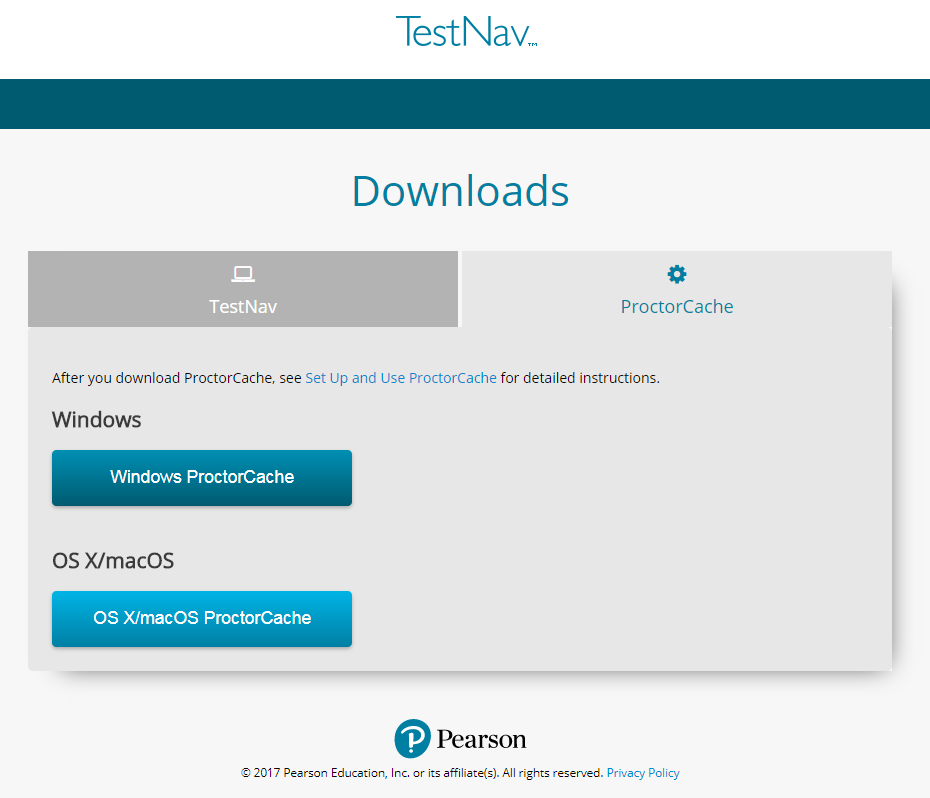 TestNav™
Downloads
TestNav
ProctorCache
After you download ProctorCache, see Set Up and Use ProctorCache for detailed instructions.
Windows
Windows ProctorCache
OS X/macOS
OS X/macOS ProctorCache
Pearson
© 2017 Pearson Education, Inc. or its affiliate(s). All rights reserved. Privacy Policy